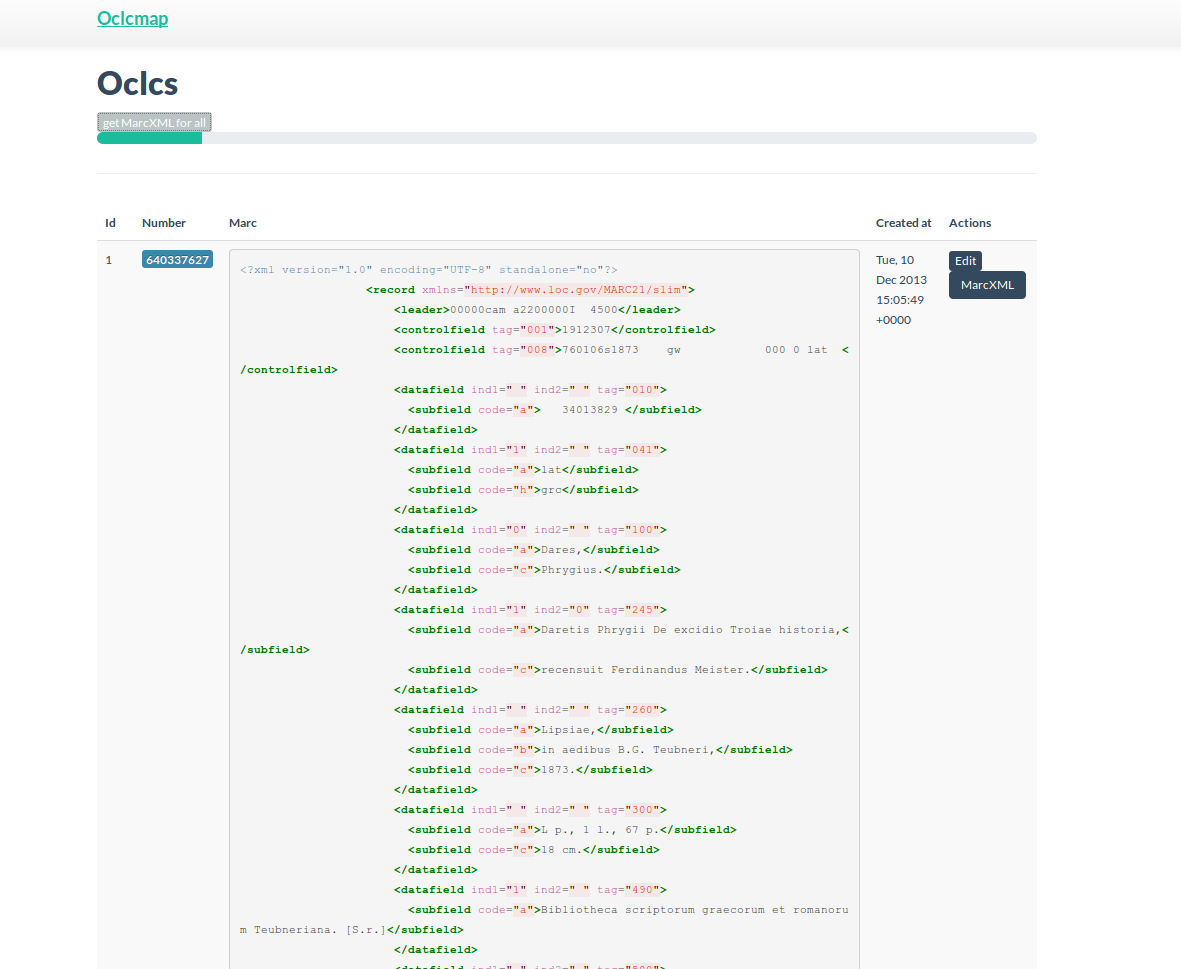 Oclcmap
Oclcs
get MarcXML for all
Id Number Marc Created at Actions
1 640337627
<?xml version="1.0" encoding="UTF-8" standalone="no"?>
<record xmlns="http://www.loc.gov/MARC21/slim">
<leader>00000cam a2200000I  4500</leader>
<controlfield tag="001">1912307</controlfield>
<controlfield tag="008">760106s1873    gw            000 0 lat  <
/controlfield>
<datafield ind1=" " ind2=" " tag="010">
<subfield code="a">   34013829 </subfield>
</datafield>
<datafield ind1="1" ind2=" " tag="041">
<subfield code="a">lat</subfield>
<subfield code="h">grc</subfield>
</datafield>
<datafield ind1="0" ind2=" " tag="100">
<subfield code="a">Dares,</subfield>
<subfield code="c">Phrygius.</subfield>
</datafield>
<datafield ind1="1" ind2="0" tag="245">
<subfield code="a">Daretis Phrygii De excidio Troiae historia,<
/subfield>
<subfield code="c">recensuit Ferdinandus Meister.</subfield>
</datafield>
<datafield ind1=" " ind2=" " tag="260">
<subfield code="a">Lipsiae,</subfield>
<subfield code="b">in aedibus B.G. Teubneri,</subfield>
<subfield code="c">1873.</subfield>
</datafield>
<datafield ind1=" " ind2=" " tag="300">
<subfield code="a">L p., 1 l., 67 p.</subfield>
<subfield code="c">18 cm.</subfield>
</datafield>
<datafield ind1="1" ind2=" " tag="490">
<subfield code="a">Bibliotheca scriptorum graecorum et romanoru
m Teubneriana. [S.r.]</subfield>
</datafield>
Tue, 10
Dec 2013
15:05:49
+0000
Edit
MarcXML